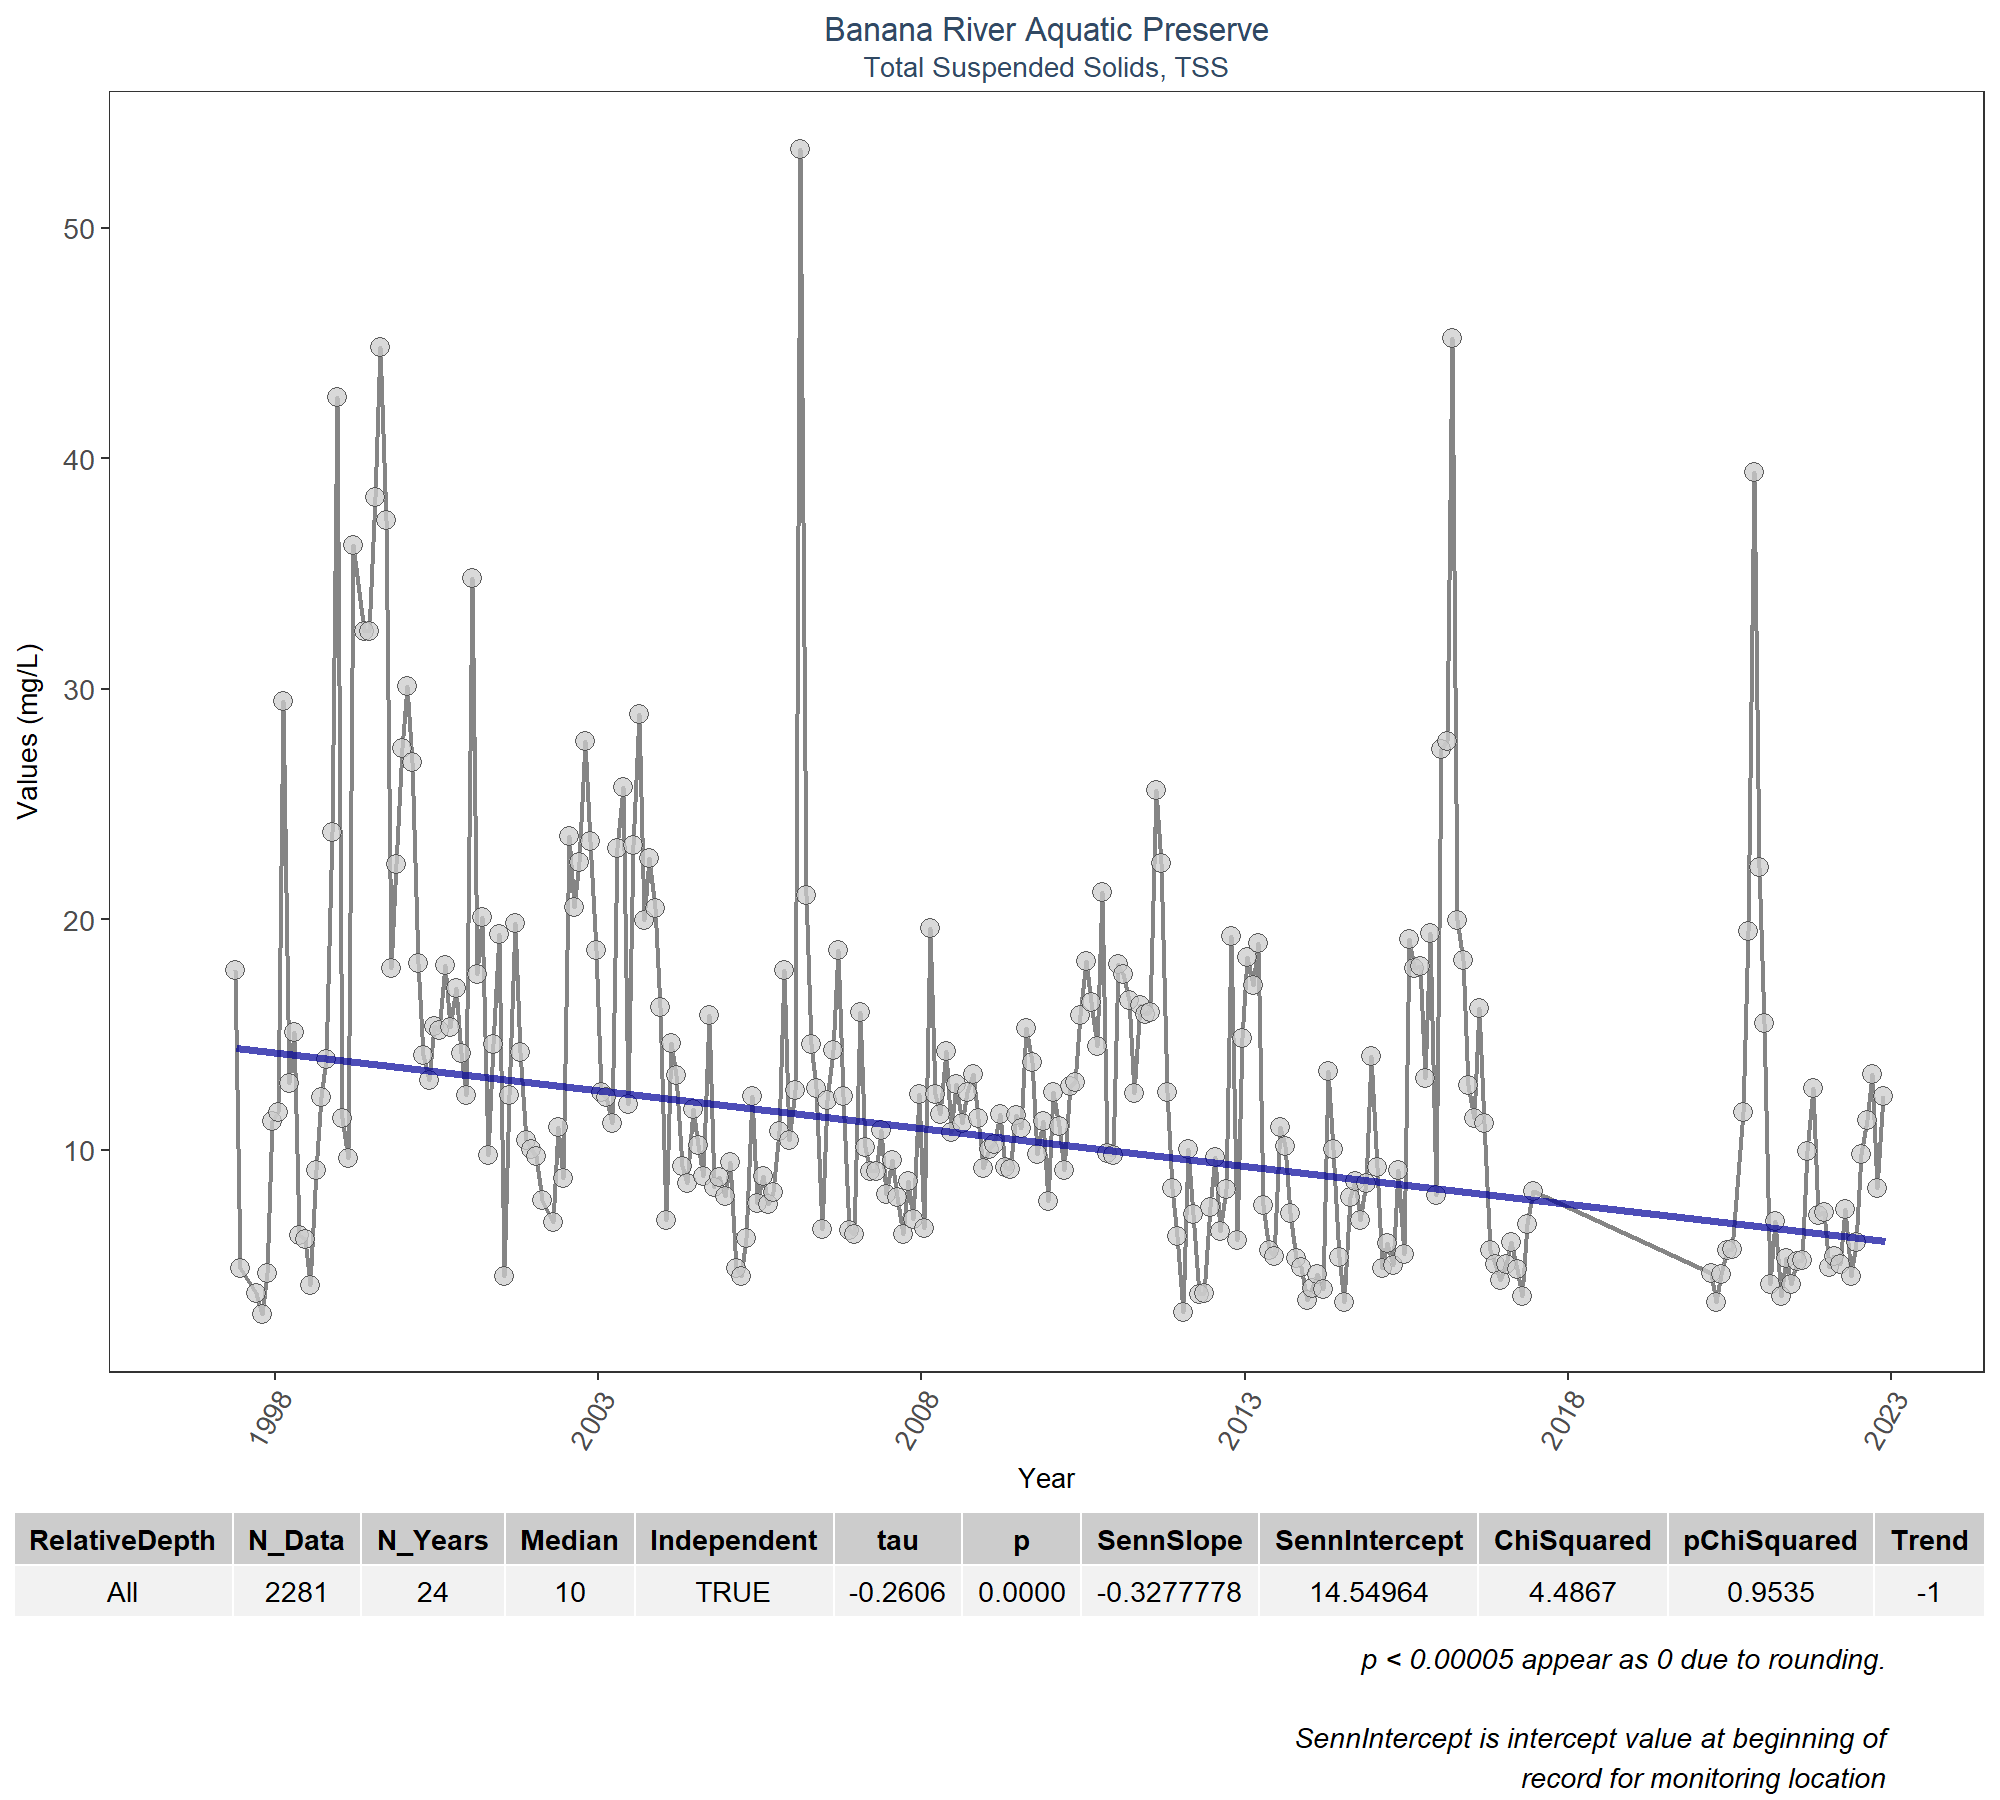 Banana River Aquatic Preserve
Total Suspended Solids, TSS
Values (mg/L)
50
40
30
20
10
1998
2003
2008
2013
2018
2023
Year
RelativeDepth N_Data N_Years Median Independent tau p SennSlope SennIntercept ChiSquared pChiSquared Trend
All 2281 24 10 TRUE -0.2606 0.0000 -0.3277778 14.54964 4.4867 0.9535 -1
p < 0.00005 appear as 0 due to rounding.
SennIntercept is intercept value at beginning of
record for monitoring location